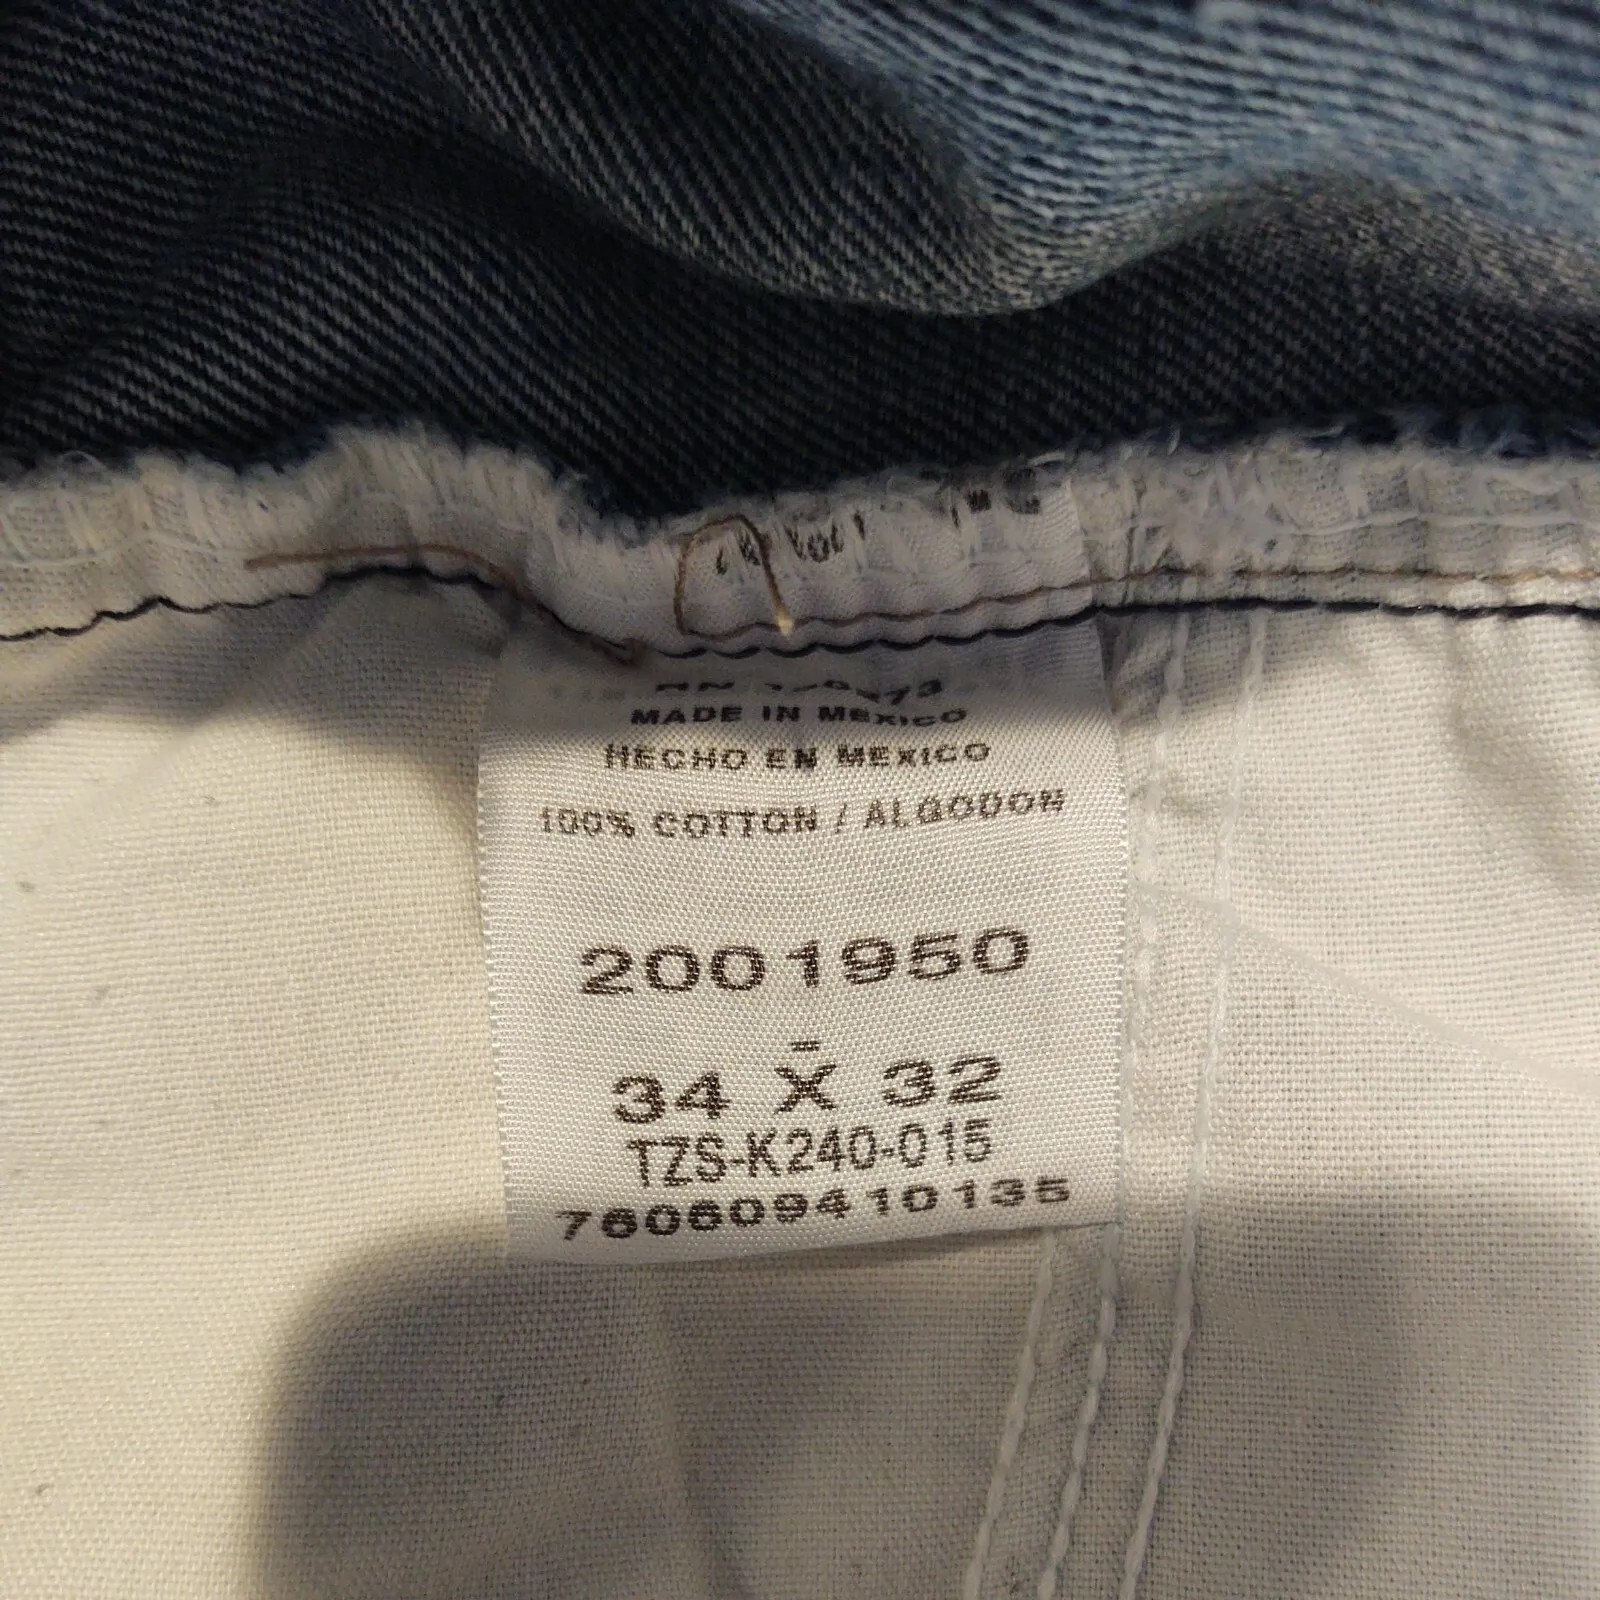 MADE IN MEXICO
HECHO EN MEXICO
100% COTTON / ALGODON
2001950
=
34 X 32
TZS-K240-015
760609410135